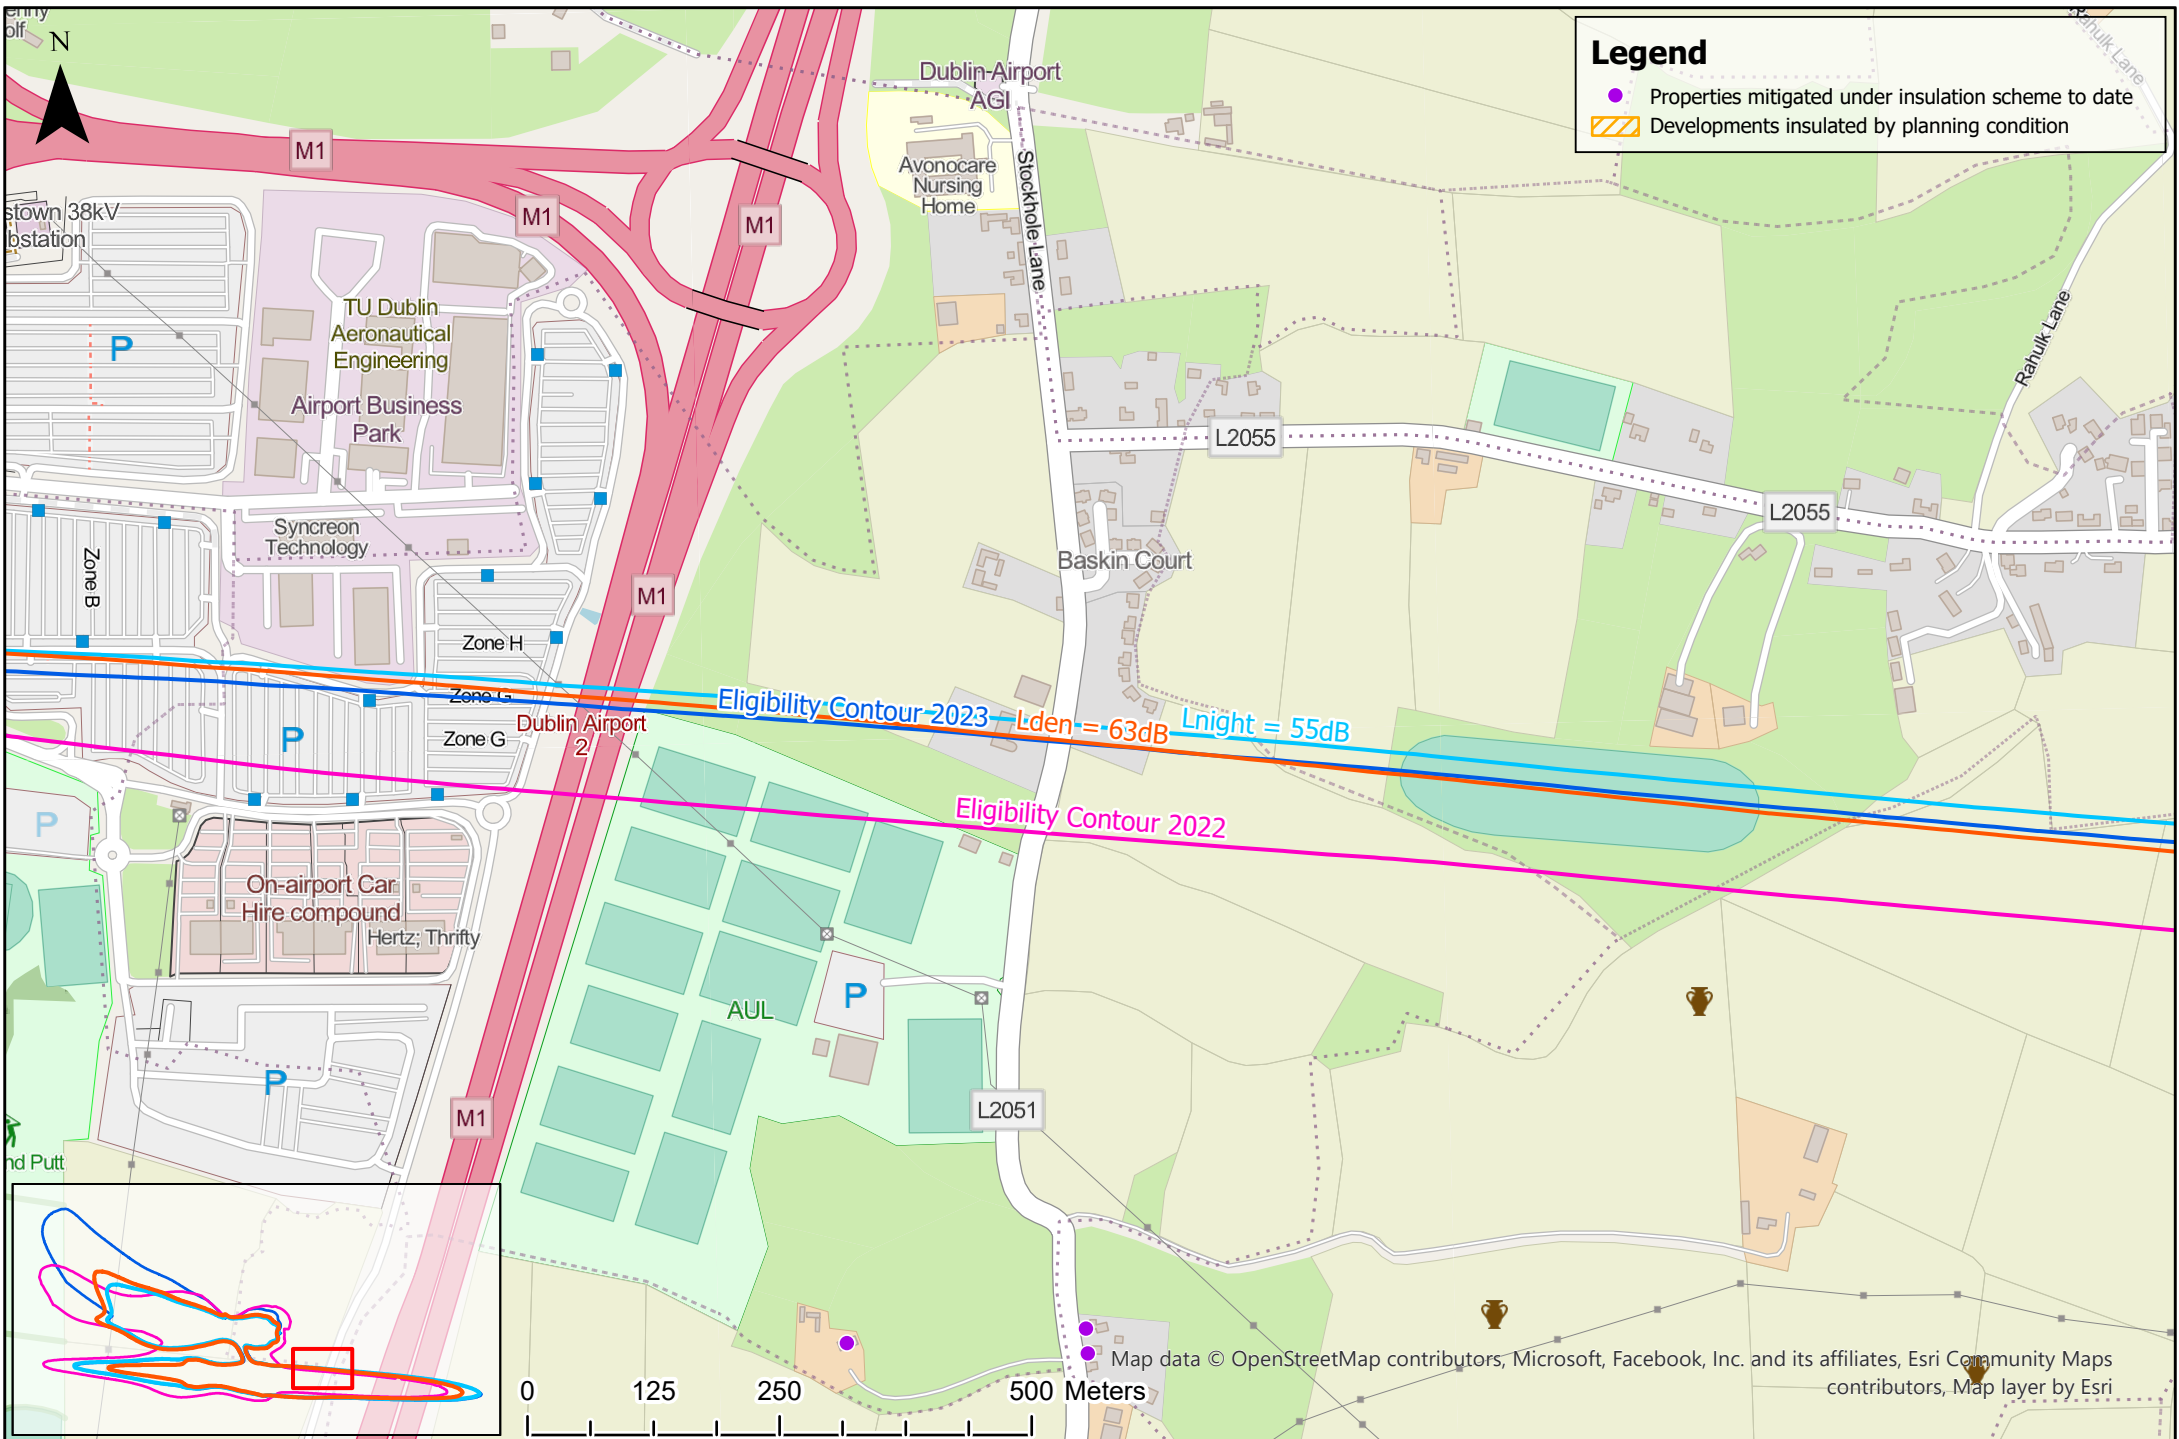 enny
olf
N
Legend
Properties mitigated under insulation scheme to date
Developments insulated by planning condition
Rahulk Lane
Dublin Airport
AGI
M1
Avonocare
Nursing
Home
Stockhole Lane
stown 38kV
bstation
M1
M1
TU Dublin
Aeronautical
Engineering
P
Airport Business
Park
Rahulk Lane
L2055
L2055
Syncreon
Technology
Zone B
Baskin Court
M1
Zone H
Zone G
Eligibility Contour 2023
Lden = 63dB
Lnight = 55dB
Dublin Airport
2
P
Zone G
Eligibility Contour 2022
P
On-airport Car
Hire compound
Hertz; Thrifty
P
AUL
P
L2051
M1
nd Putt
0 125 250 500 Meters
Map data © OpenStreetMap contributors, Microsoft, Facebook, Inc. and its affiliates, Esri Community Maps
contributors, Map layer by Esri